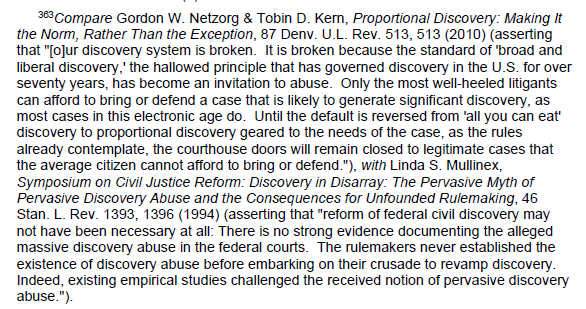 363Compare Gordon W. Netzorg & Tobin D. Kern, Proportional Discovery: Making It
the Norm, Rather Than the Exception, 87 Denv. U.L. Rev. 513, 513 (2010) (asserting
that "[o]ur discovery system is broken.  It is broken because the standard of 'broad and
liberal discovery,' the hallowed principle that has governed discovery in the U.S. for over
seventy years, has become an invitation to abuse.  Only the most well-heeled litigants
can afford to bring or defend a case that is likely to generate significant discovery, as
most cases in this electronic age do.  Until the default is reversed from 'all you can eat'
discovery to proportional discovery geared to the needs of the case, as the rules
already contemplate, the courthouse doors will remain closed to legitimate cases that
the average citizen cannot afford to bring or defend."), with Linda S. Mullinex,
Symposium on Civil Justice Reform: Discovery in Disarray: The Pervasive Myth of
Pervasive Discovery Abuse and the Consequences for Unfounded Rulemaking, 46
Stan. L. Rev. 1393, 1396 (1994) (asserting that "reform of federal civil discovery may
not have been necessary at all: There is no strong evidence documenting the alleged
massive discovery abuse in the federal courts.  The rulemakers never established the
existence of discovery abuse before embarking on their crusade to revamp discovery.
Indeed, existing empirical studies challenged the received notion of pervasive discovery
abuse.").